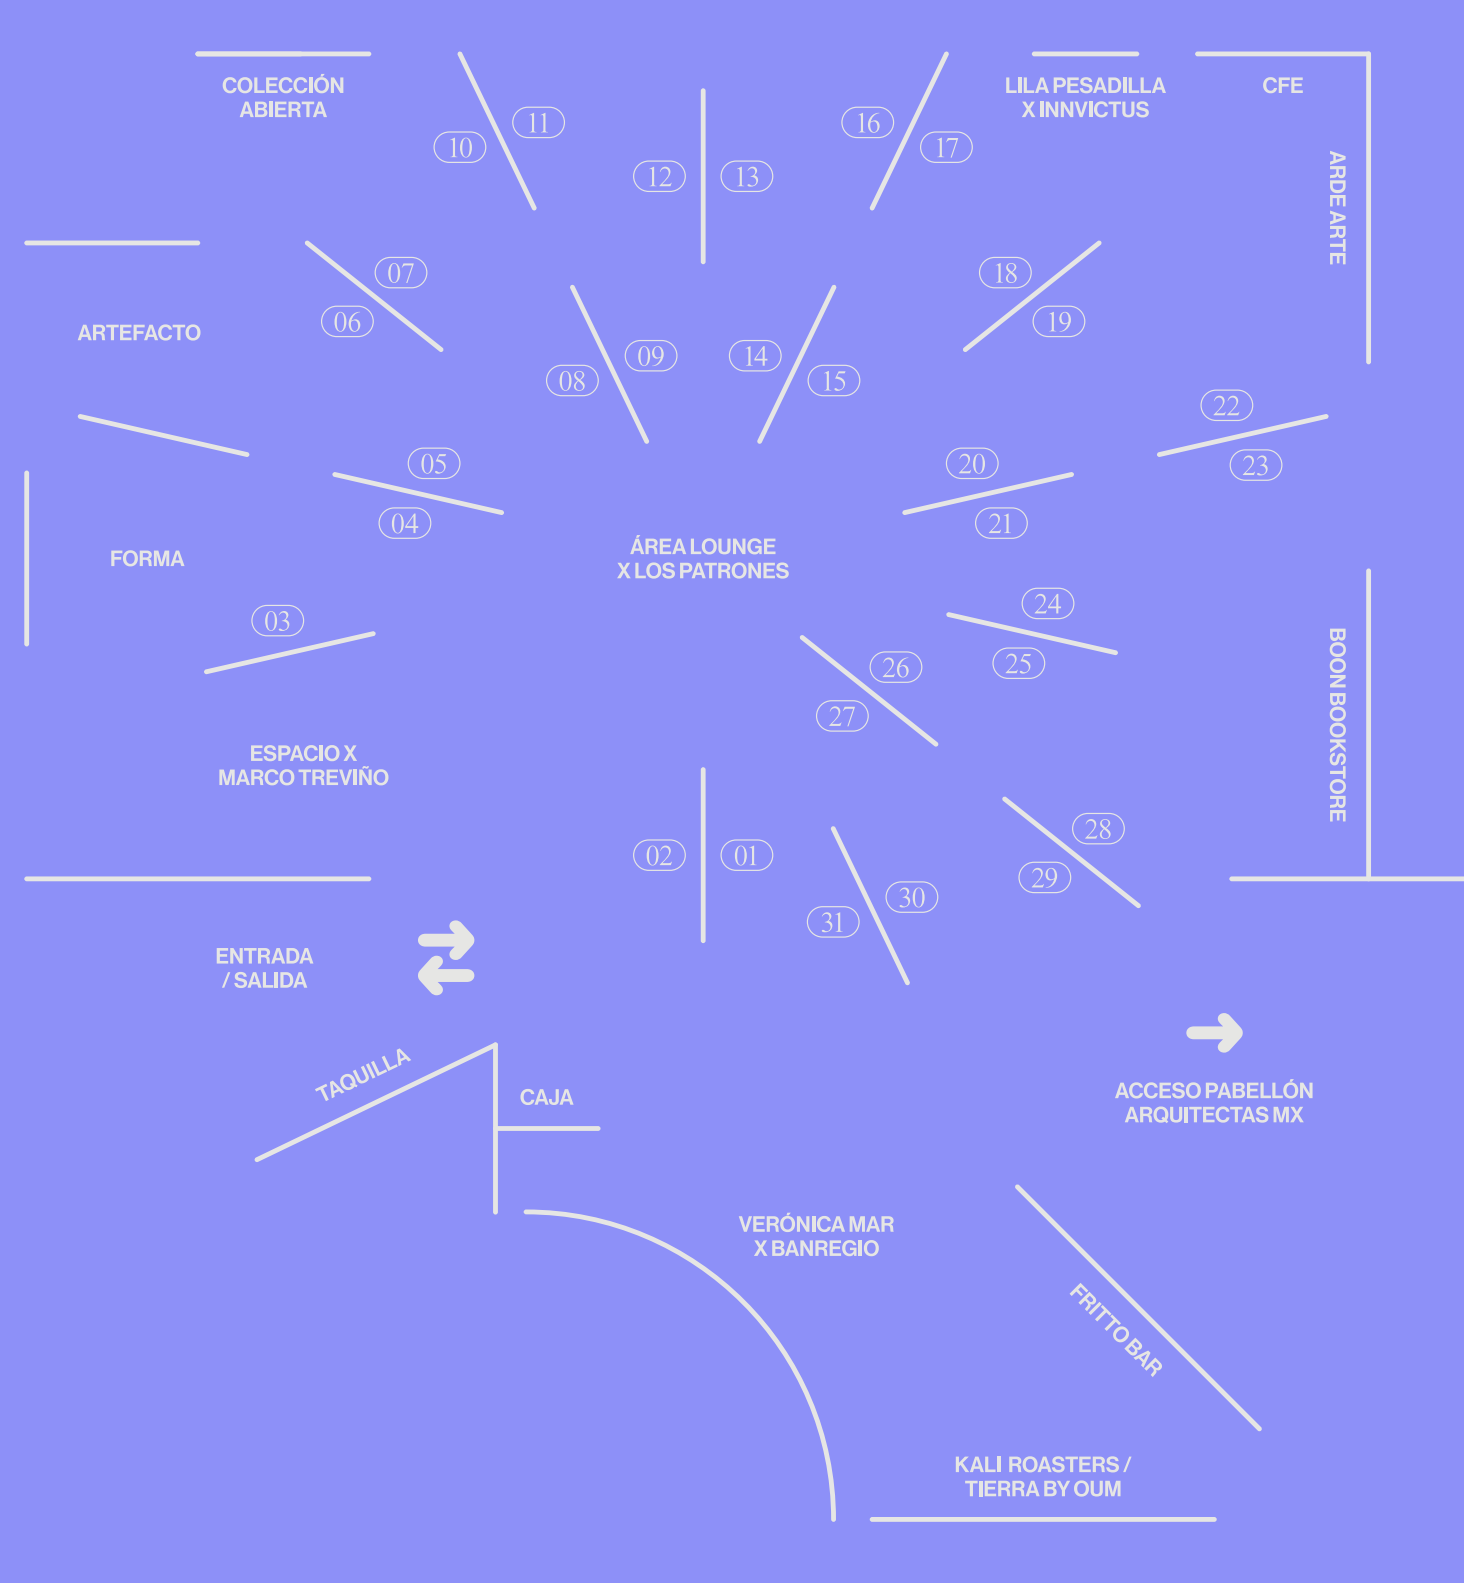 COLECCIÓN
ABIERTA
LILA PESADILLA
X INNVICTUS
CFE
11
16
10
17
12
13
ARDE ARTE
07
18
06
19
ARTEFACTO
09
14
08
15
22
05
20
23
04
21
ÁREA LOUNGE
X LOS PATRONES
FORMA
03
24
26
25
27
BOON BOOKSTORE
ESPACIO X
MARCO TREVIÑO
28
02
01
29
30
31
ENTRADA
/ SALIDA
TAQUILLA
CAJA
ACCESO PABELLÓN
ARQUITECTAS MX
VERÓNICA MAR
X BANREGIO
FRITTO BAR
KALI ROASTERS /
TIERRA BY OUM